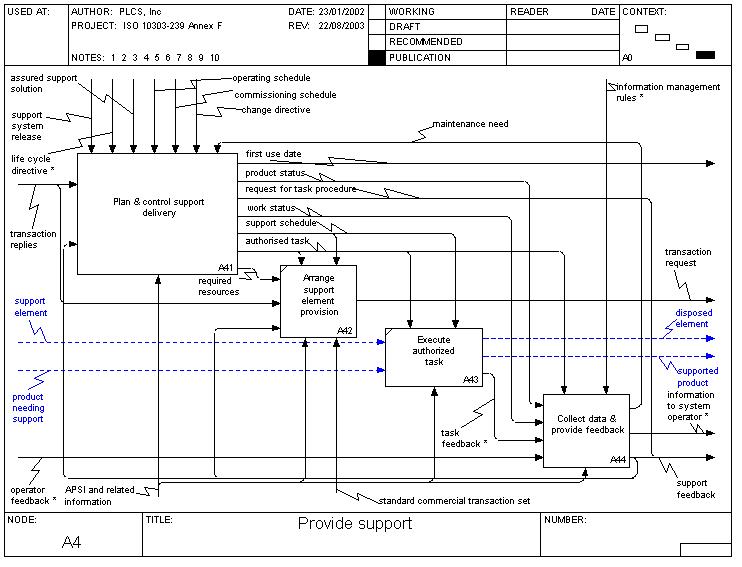 USED AT:
AUTHOR: PLCS, Inc
DATE: 23/01/2002
PROJECT: ISO 10303-239 Annex F
REV: 22/08/2003
NOTES: 1 2 3 4 5 6 7 8 9 10
WORKING
DRAFT
RECOMMENDED
PUBLICATION
READER DATE
CONTEXT:
A0
assured support
solution
support
system
release
life cycle
directive *
operating schedule
commissioning schedule
change directive
information management
rules *
maintenance need
first use date
product status
request for task procedure
work status
support schedule
authorised task
Plan & control support
delivery
A41
transaction
replies
required
resources
Arrange
support
element
provision
A42
transaction
request
support
element
disposed
element
Execute
authorized
task
A43
supported
product
product
needing
support
information
to system
operator *
task
feedback *
Collect data &
provide feedback
A44
operator
feedback *
APSI and related
information
standard commercial transaction set
support
feedback
NODE:
A4
TITLE:
Provide support
NUMBER: